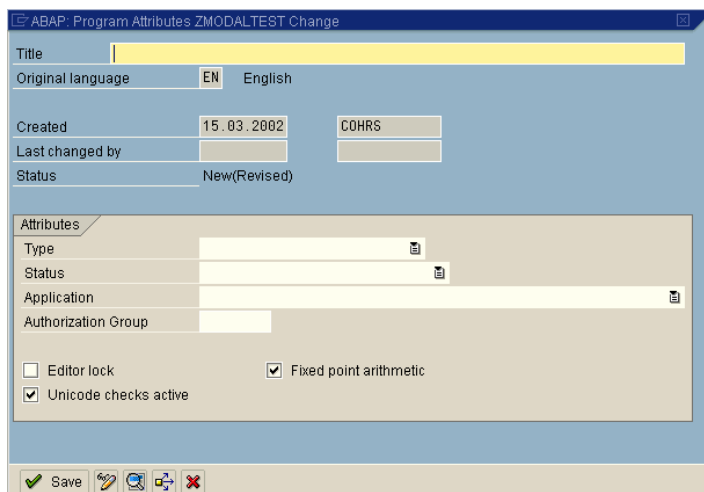 ABAP: Program Attributes ZMODALTEST Change
Title
Original language EN English
Created 15.03.2002 COHRS
Last changed by
Status New(Revised)
Attributes
Type
Status
Application
Authorization Group
Editor lock Fixed point arithmetic
Unicode checks active
Save